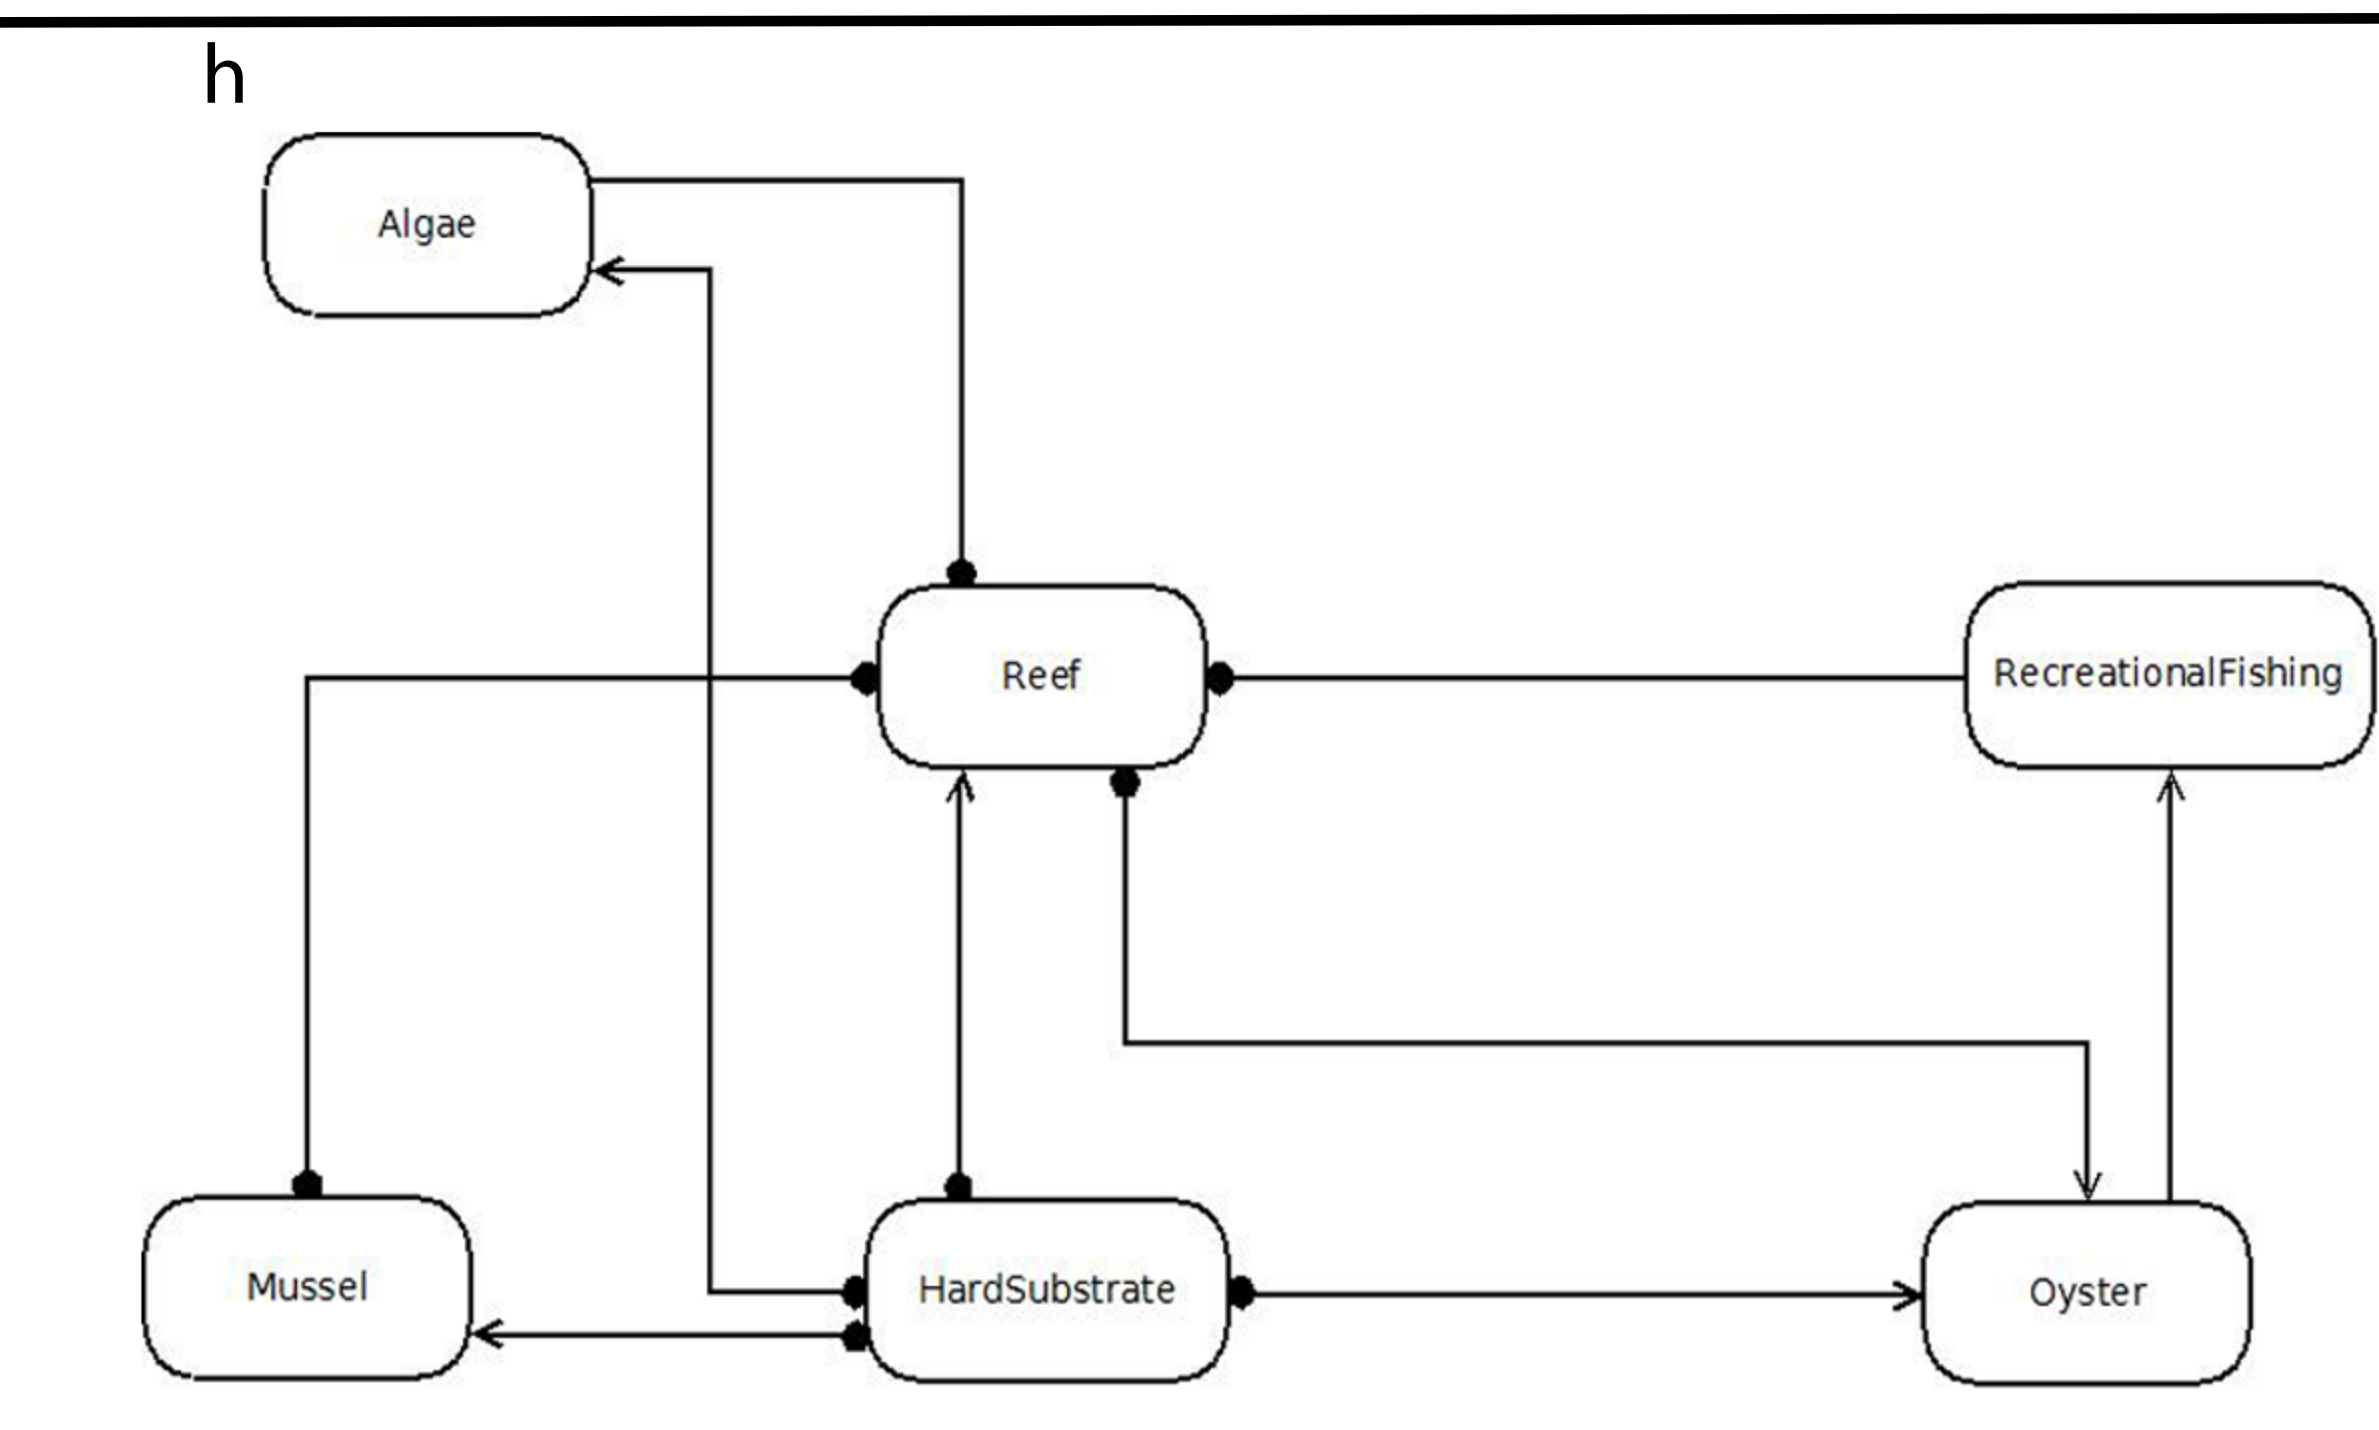 h
Algae
Reef
RecreationalFishing
Mussel
HardSubstrate
Oyster